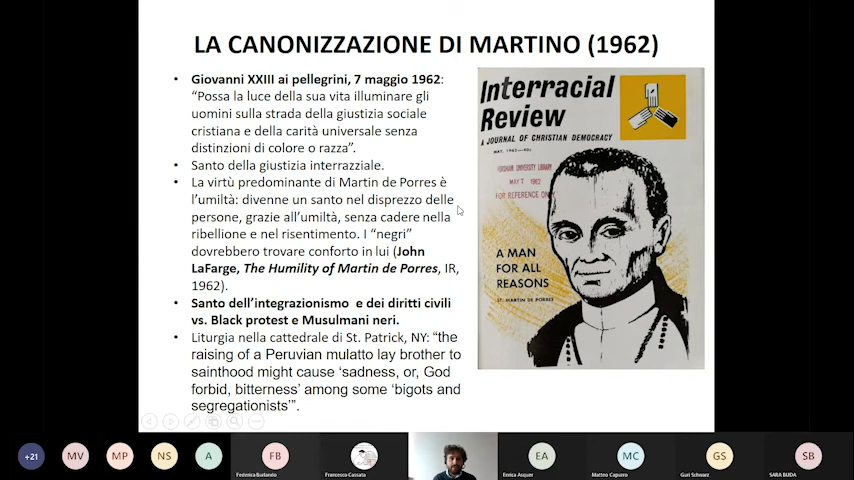 LA CANONIZZAZIONE DI MARTINO (1962)
• Giovanni XXIII ai pellegrini, 7 maggio 1962:
“Possa la luce della sua vita illuminare gli
uomini sulla strada della giustizia sociale
cristiana e della carità universale senza
distinzioni di colore o razza”.
• Santo della giustizia interrazziale.
• La virtù predominante di Martin de Porres è
l’umiltà: divenne un santo nel disprezzo delle
persone, grazie all’umiltà, senza cadere nella
ribellione e nel risentimento. I “negri”
dovrebbero trovare conforto in lui (John
LaFarge, The Humility of Martin de Porres, IR,
1962).
• Santo dell’integrazionismo e dei diritti civili
vs. Black protest e Musulmani neri.
• Liturgia nella cattedrale di St. Patrick, NY: “the
raising of a Peruvian mulatto lay brother to
sainthood might cause ‘sadness, or, God
forbid, bitterness’ among some ‘bigots and
segregationists’”.
Interracial
Review
A JOURNAL OF CHRISTIAN DEMOCRACY
MAY, 1962—40c
FORDHAM UNIVERSITY LIBRARY
MAY 7 1962
FOR REFERENCE ONLY
A MAN
FOR ALL
REASONS
ST. MARTIN DE PORRES
+21
MV
MP
NS
A
FB
Federica Burlando
Francesco Cassata
EA
Enrica Asquer
MC
Matteo Capurro
GS
Guri Schwarz
SB
SARA BUDA